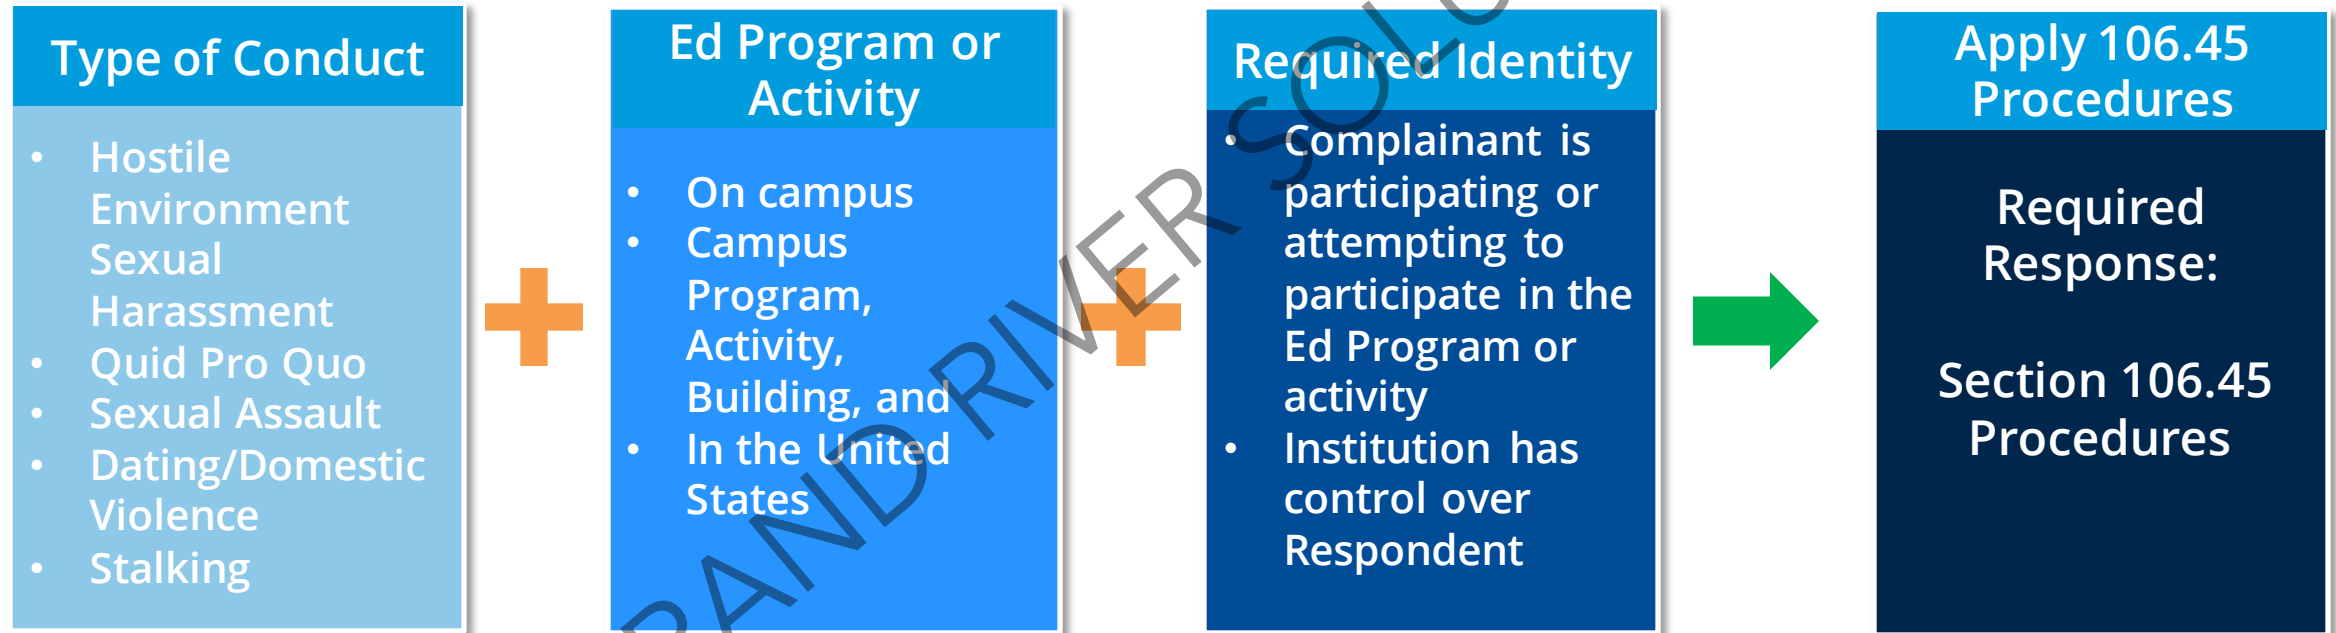 Type of Conduct
• Hostile
Environment
Sexual
Harassment
• Quid Pro Quo
• Sexual Assault
• Dating/Domestic
Violence
• Stalking
Ed Program or
Activity
• On campus
• Campus
Program,
Activity,
Building, and
• In the United
States
Required Identity
• Complainant is
participating or
attempting to
participate in the
Ed Program or
activity
• Institution has
control over
Respondent
Apply 106.45
Procedures
Required
Response:
Section 106.45
Procedures
RAND RIVER SOLU